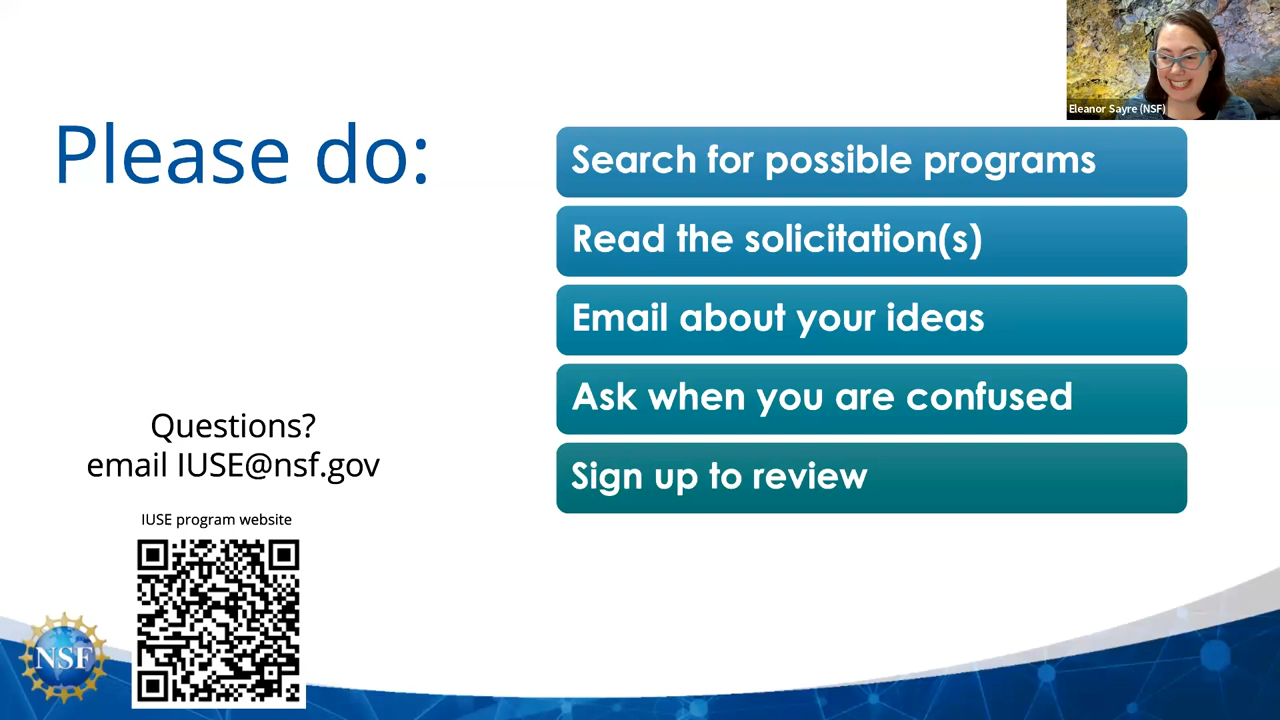 Eleanor Sayre (NSF)
Please do:
Search for possible programs
Read the solicitation(s)
Email about your ideas
Ask when you are confused
Sign up to review
Questions?
email IUSE@nsf.gov
IUSE program website
NSF